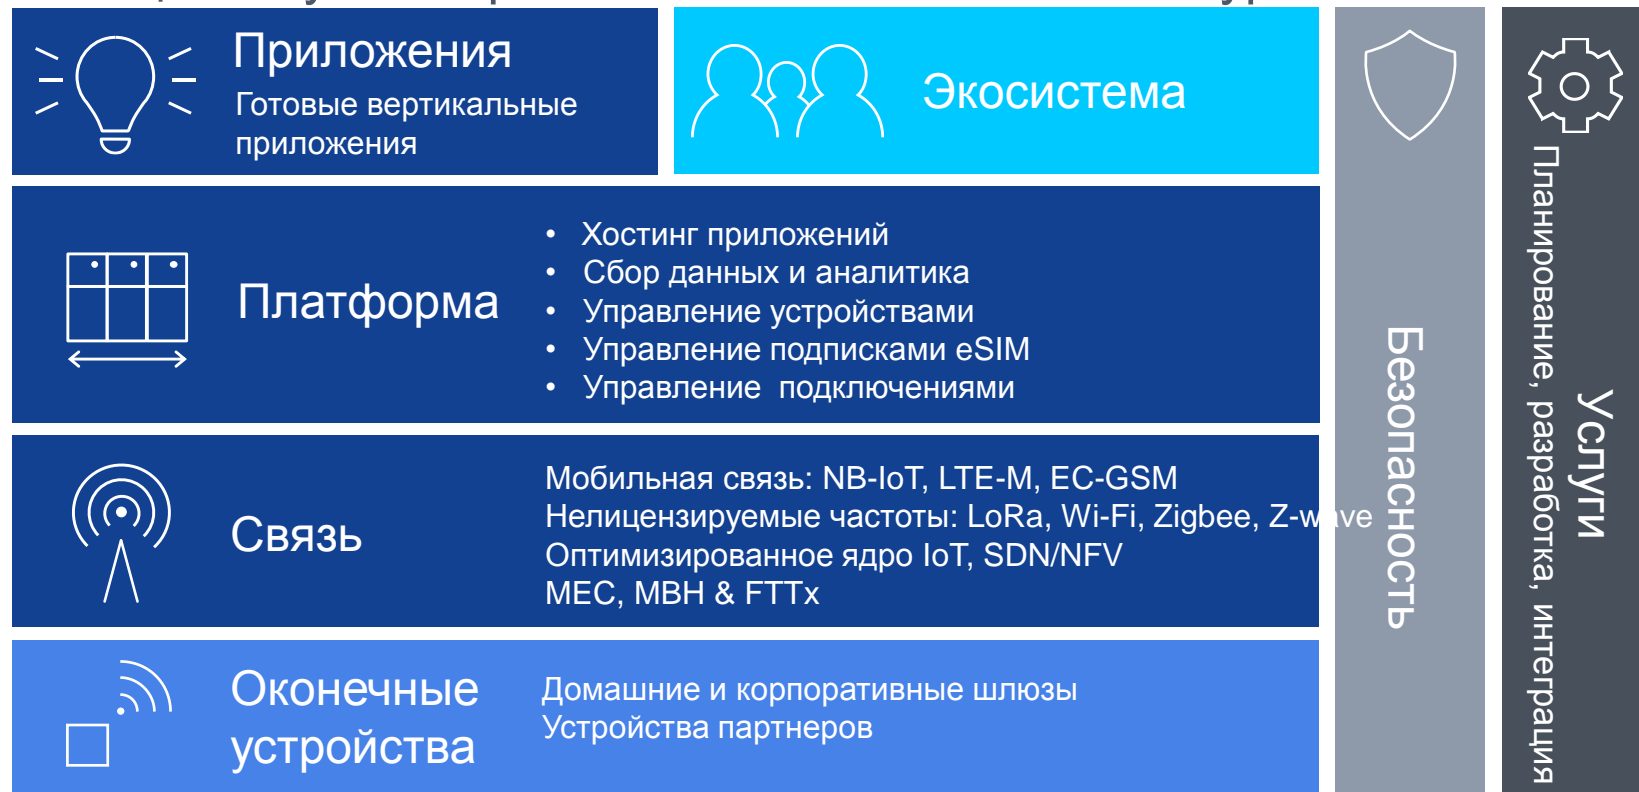 Приложения
Готовые вертикальные
приложения
Экосистема
Платформа
• Хостинг приложений
• Сбор данных и аналитика
• Управление устройствами
• Управление подписками eSIM
• Управление подключениями
Связь
Мобильная связь: NB-IoT, LTE-M, EC-GSM
Нелицензируемые частоты: LoRa, Wi-Fi, Zigbee, Z-wave
Оптимизированное ядро IoT, SDN/NFV
MEC, MBH & FTTx
Оконечные
устройства
Домашние и корпоративные шлюзы
Устройства партнеров
Безопасность
Услуги
Планирование, разработка, интеграция